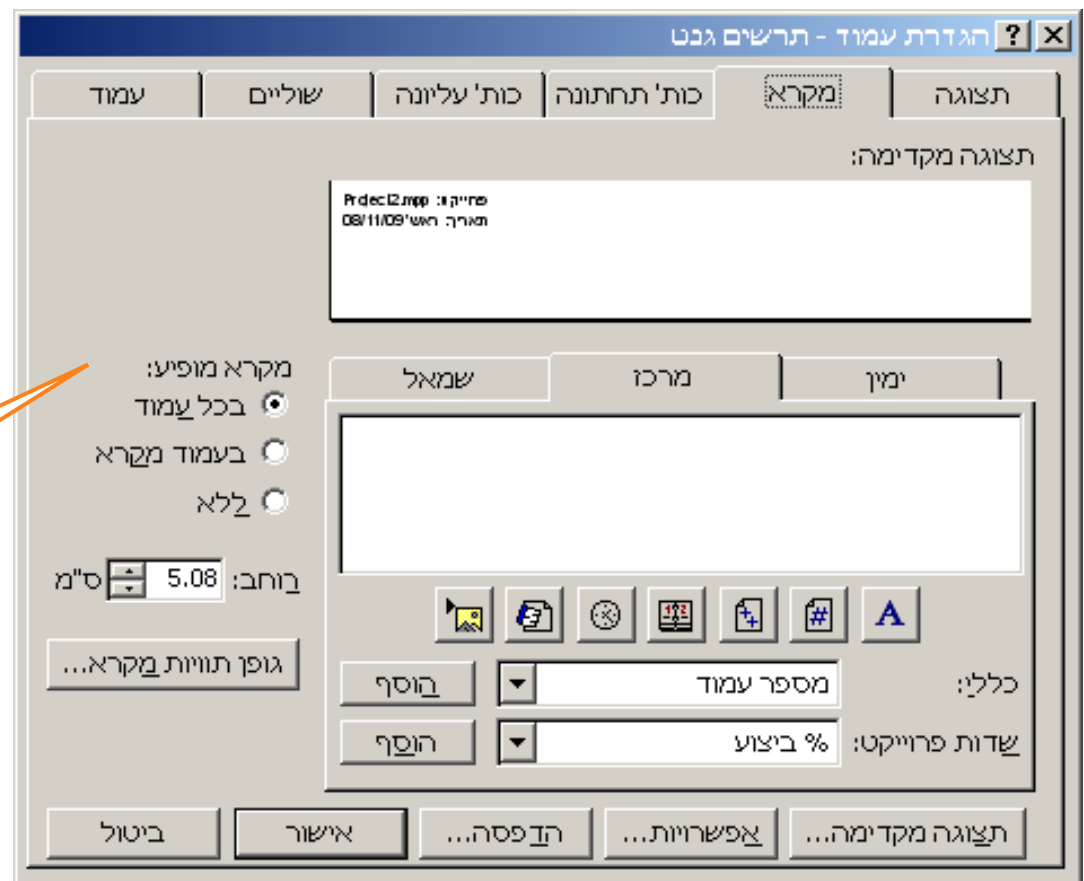 הגדרת עמוד - תרשים גנט
תצוגה
מקרא
כות' תחתונה
כות' עליונה
שוליים
עמוד
תצוגה מקדימה:
פרוייקט: Project2.mpp
תאריך: ראש' 08/11/09
מקרא מופיע:
בכל עמוד
בעמוד מקרא
ללא
רוחב: 5.08 ס"מ
גופן תוויות מקרא...
ימין
מרכז
שמאל
כללי: מספר עמוד הוסף
שדות פרוייקט: % ביצוע הוסף
תצוגה מקדימה... אפשרויות... הדפסה... אישור ביטול